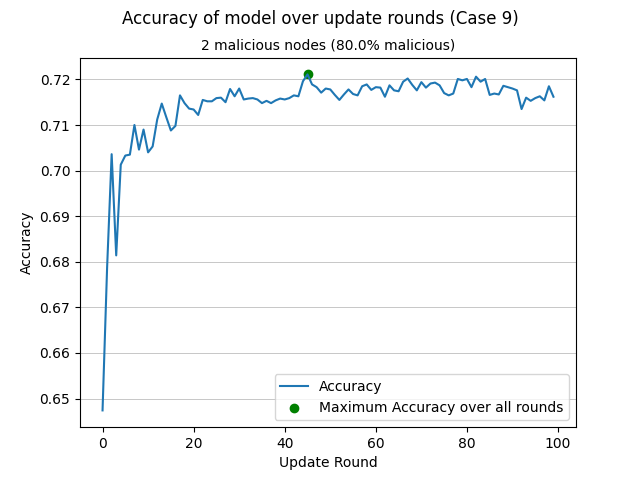 Accuracy of model over update rounds (Case 9)
2 malicious nodes (80.0% malicious)
0.72
0.71
0.70
0.69
0.68
0.67
0.66
0.65
Accuracy
Accuracy
Maximum Accuracy over all rounds
0 20 40 60 80 100
Update Round